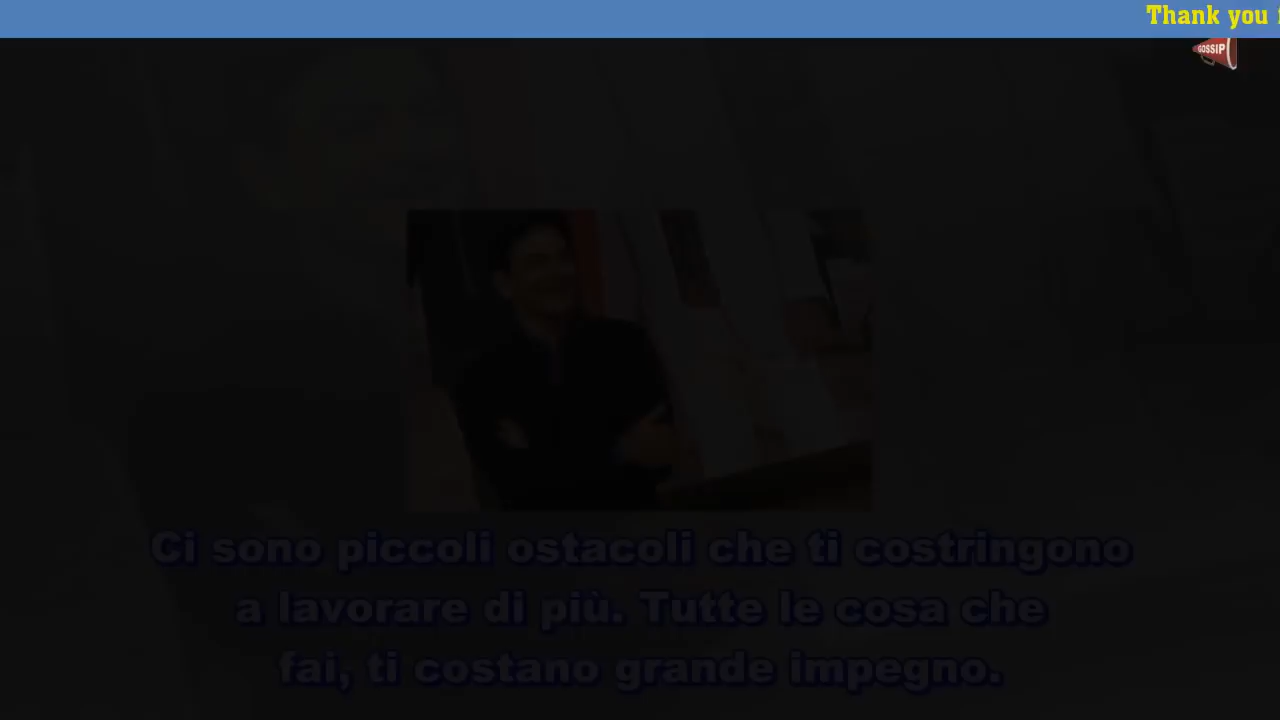 Thank you
GOSSIP
Ci sono piccoli ostacoli che ti costringono
a lavorare di più. Tutte le cosa che
fai, ti costano grande impegno.